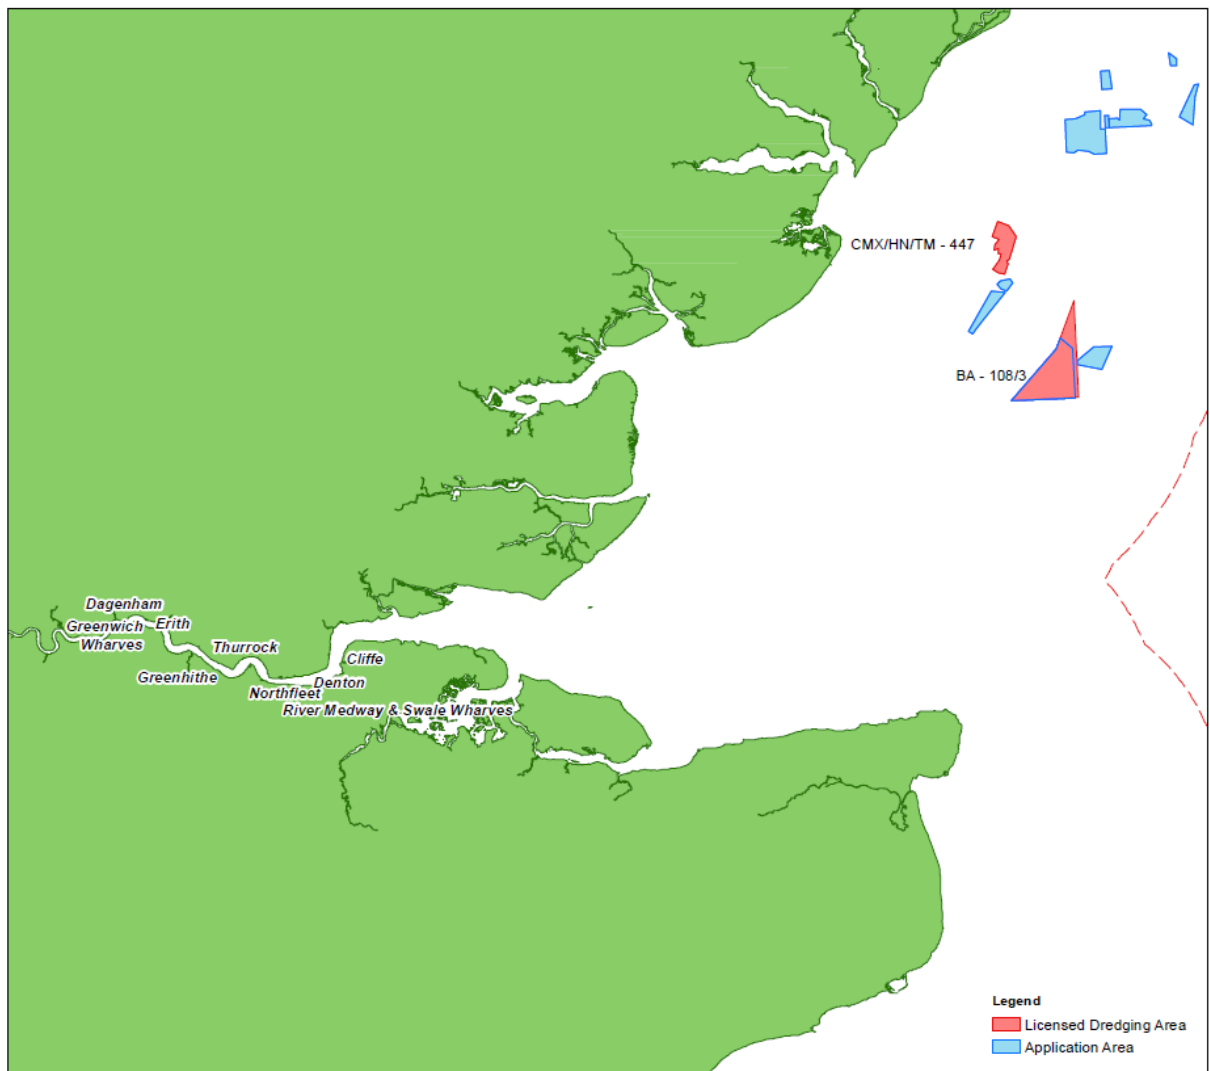 CMX/HN/TM - 447
BA - 108/3
Dagenham
Greenwich
Wharves
Erith
Thurrock
Greenhithe
Cliffe
Denton
Northfleet
River Medway & Swale Wharves
Legend
Licensed Dredging Area
Application Area